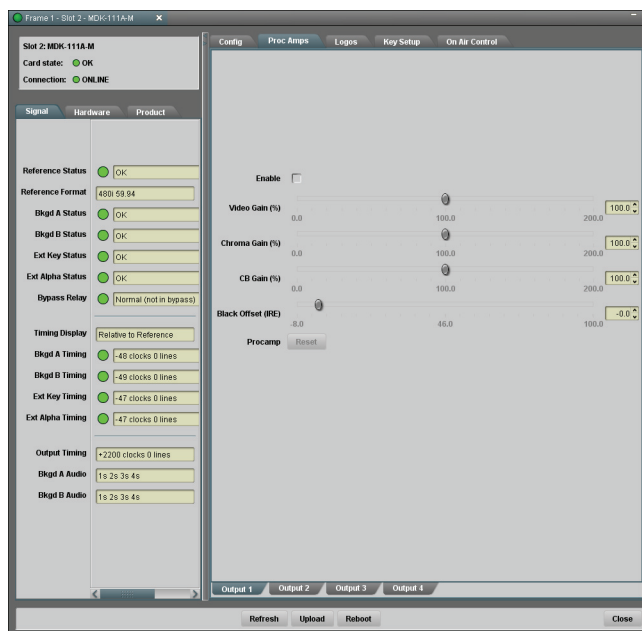 Frame 1 - Slot 2 - MDK-111A-M
Slot 2: MDK-111A-M
Card state: OK
Connection: ONLINE
Signal Hardware Product
Reference Status OK
Reference Format 480i 59.94
Bkgd A Status OK
Bkgd B Status OK
Ext Key Status OK
Ext Alpha Status OK
Bypass Relay Normal (not in bypass)
Timing Display Relative to Reference
Bkgd A Timing -48 clocks 0 lines
Bkgd B Timing -49 clocks 0 lines
Ext Key Timing -47 clocks 0 lines
Ext Alpha Timing -47 clocks 0 lines
Output Timing +2200 clocks 0 lines
Bkgd A Audio 1s 2s 3s 4s
Bkgd B Audio 1s 2s 3s 4s
Config Proc Amps Logos Key Setup On Air Control
Enable
Video Gain (%) 100.0
0.0 100.0 200.0
Chroma Gain (%) 100.0
0.0 100.0 200.0
CB Gain (%) 100.0
0.0 100.0 200.0
Black Offset (IRE) -0.0
-8.0 46.0 100.0
Procamp Reset
Output 1 Output 2 Output 3 Output 4
Refresh Upload Reboot Close